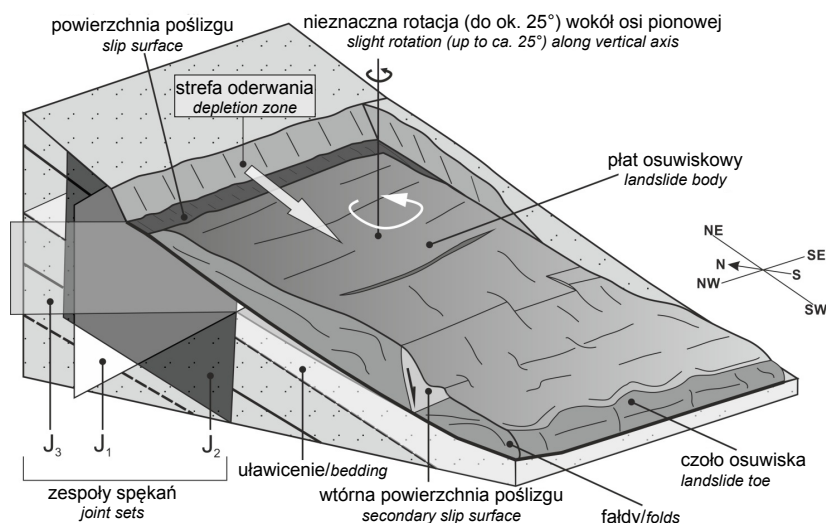 powierzchnia poślizgu
slip surface
nieznaczna rotacja (do ok. 25°) wokół osi pionowej
slight rotation (up to ca. 25°) along vertical axis
strefa oderwania
depletion zone
płat osuwiskowy
landslide body
NE
N
SE
NW
S
SW
J3
J1
J2
zespoły spękań
joint sets
uławicenie/bedding
wtórna powierzchnia poślizgu
secondary slip surface
fałdy/folds
czoło osuwiska
landslide toe